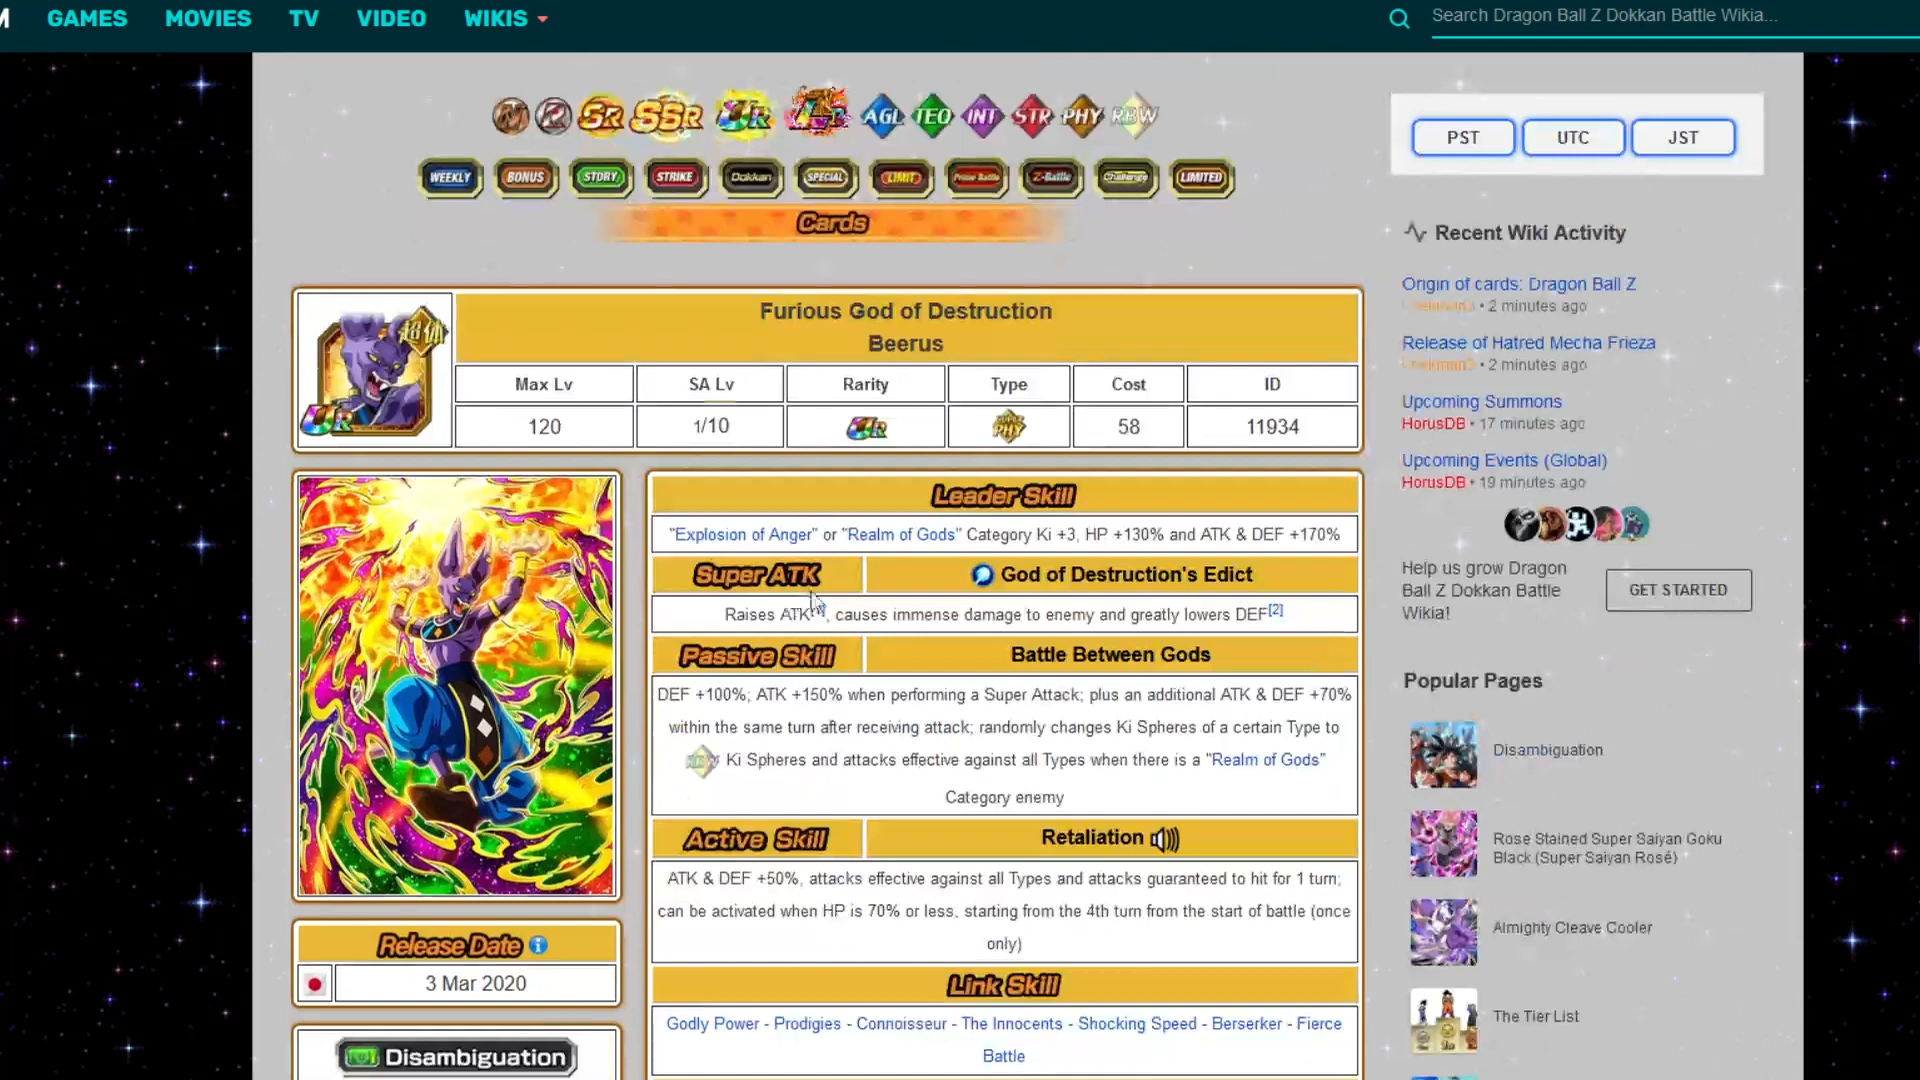 M GAMES MOVIES TV VIDEO WIKIS
Search Dragon Ball Z Dokkan Battle Wikia...
N R SR SSR UR LR AGL TEQ INT STR PHY RBW
WEEKLY BONUS STORY STRIKE Dokkan SPECIAL LIMIT Prime Battle Z-Battle Challenge LIMITED
Cards
PST UTC JST
Recent Wiki Activity
Origin of cards: Dragon Ball Z
• 2 minutes ago
Release of Hatred Mecha Frieza
• 2 minutes ago
Upcoming Summons
HorusDB • 17 minutes ago
Upcoming Events (Global)
HorusDB • 19 minutes ago
Help us grow Dragon
Ball Z Dokkan Battle
Wikia!
GET STARTED
Popular Pages
Disambiguation
Rose Stained Super Saiyan Goku
Black (Super Saiyan Rosé)
Almighty Cleave Cooler
The Tier List
超体
UR
Furious God of Destruction
Beerus
Max Lv SA Lv Rarity Type Cost ID
120 1/10 UR PHY 58 11934
Leader Skill
"Explosion of Anger" or "Realm of Gods" Category Ki +3, HP +130% and ATK & DEF +170%
Super ATK God of Destruction's Edict
Raises ATK, causes immense damage to enemy and greatly lowers DEF[2]
Passive Skill Battle Between Gods
DEF +100%; ATK +150% when performing a Super Attack; plus an additional ATK & DEF +70%
within the same turn after receiving attack; randomly changes Ki Spheres of a certain Type to
RBW Ki Spheres and attacks effective against all Types when there is a "Realm of Gods"
Category enemy
Active Skill Retaliation
ATK & DEF +50%, attacks effective against all Types and attacks guaranteed to hit for 1 turn;
can be activated when HP is 70% or less, starting from the 4th turn from the start of battle (once
only)
Link Skill
Godly Power - Prodigies - Connoisseur - The Innocents - Shocking Speed - Berserker - Fierce
Battle
Release Date
3 Mar 2020
Disambiguation